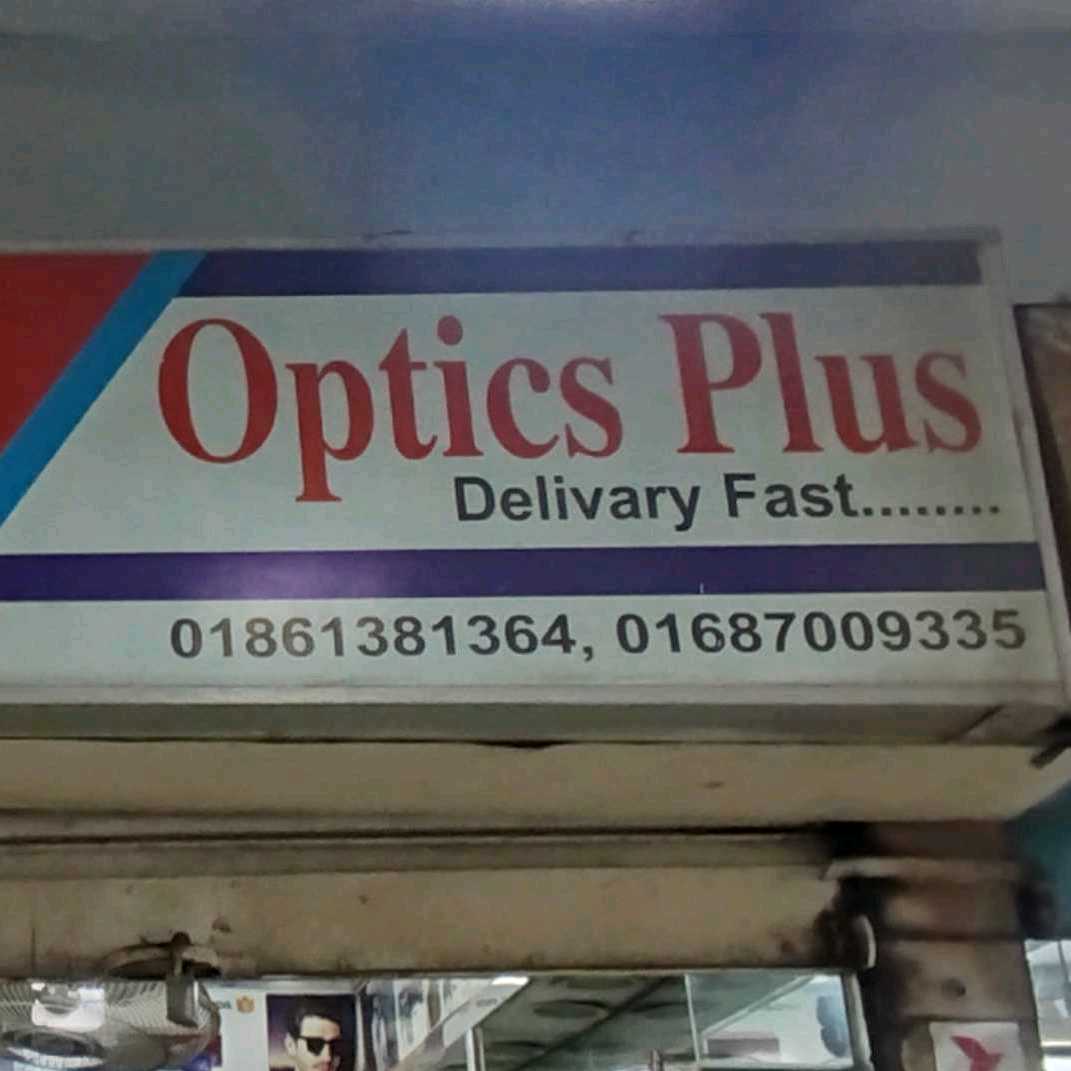 Optics Plus
Delivary Fast.........
01861381364, 01687009335